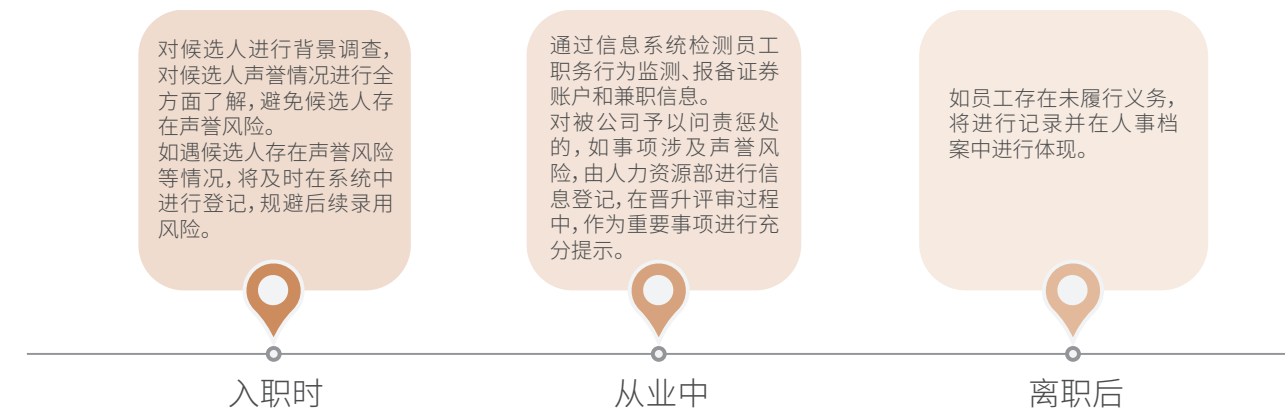 对候选人进行背景调查，
对候选人声誉情况进行全
方面了解，避免候选人存
在声誉风险。
如遇候选人存在声誉风险
等情况，将及时在系统中
进行登记，规避后续录用
风险。
通过信息系统检测员工
职务行为监测、报备证券
账户和兼职信息。
对被公司予以问责惩处
的，如事项涉及声誉风
险，由人力资源部进行信
息登记，在晋升评审过程
中，作为重要事项进行充
分提示。
如员工存在未履行义务，
将进行记录并在人事档
案中进行体现。
入职时
从业中
离职后